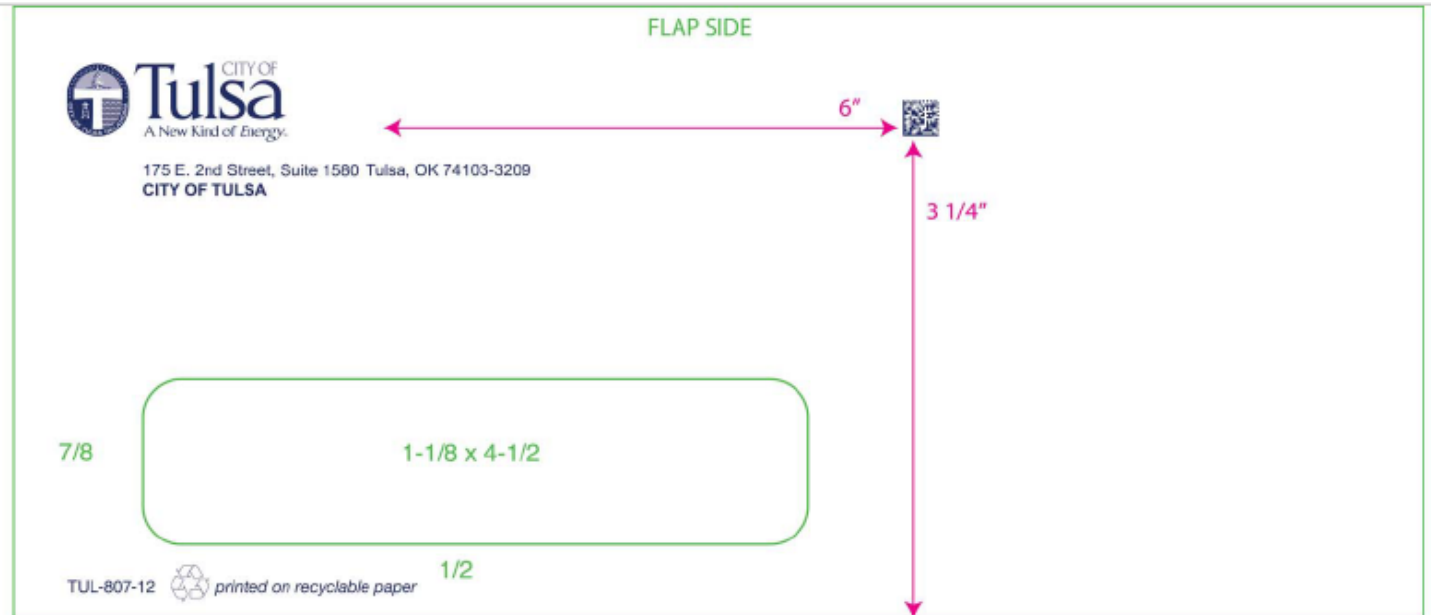 FLAP SIDE
CITY OF
Tulsa
A New Kind of Energy.
6"
175 E. 2nd Street, Suite 1580 Tulsa, OK 74103-3209
CITY OF TULSA
3 1/4"
7/8
1-1/8 x 4-1/2
1/2
TUL-807-12 printed on recyclable paper